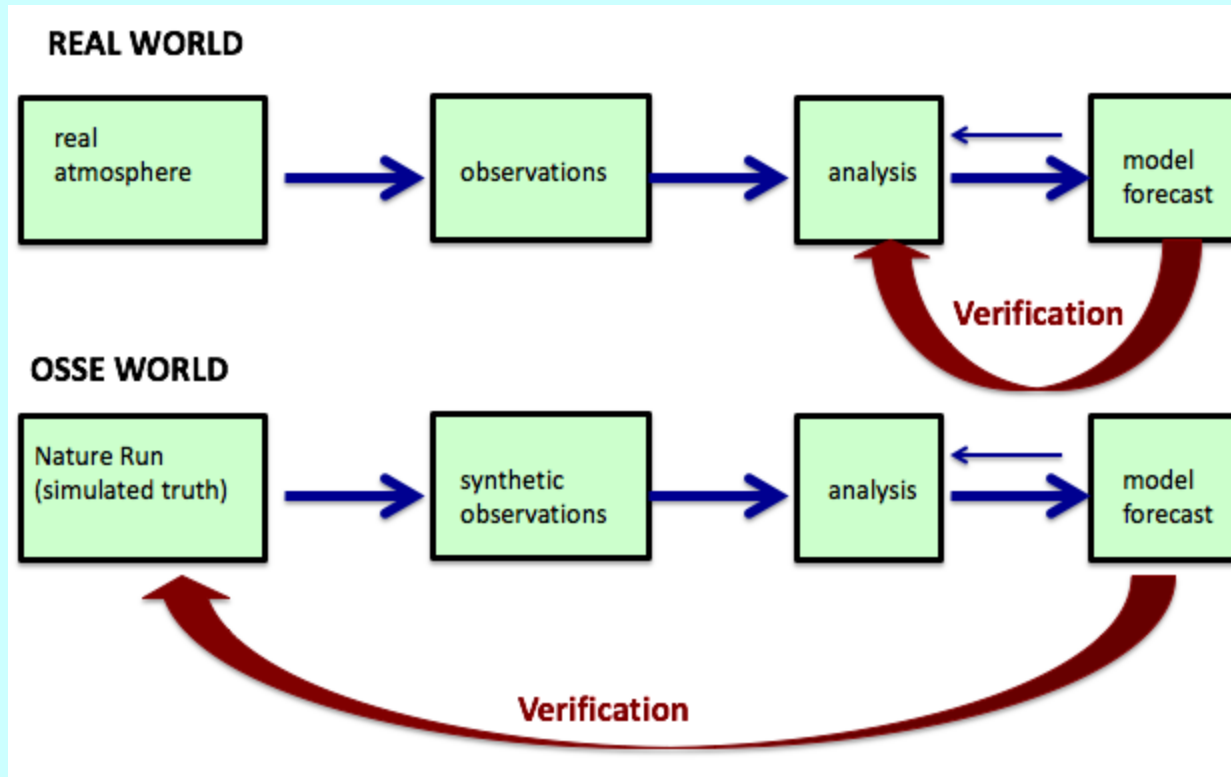 REAL WORLD
real
atmosphere
observations
analysis
model
forecast
Verification
OSSE WORLD
Nature Run
(simulated truth)
synthetic
observations
analysis
model
forecast
Verification